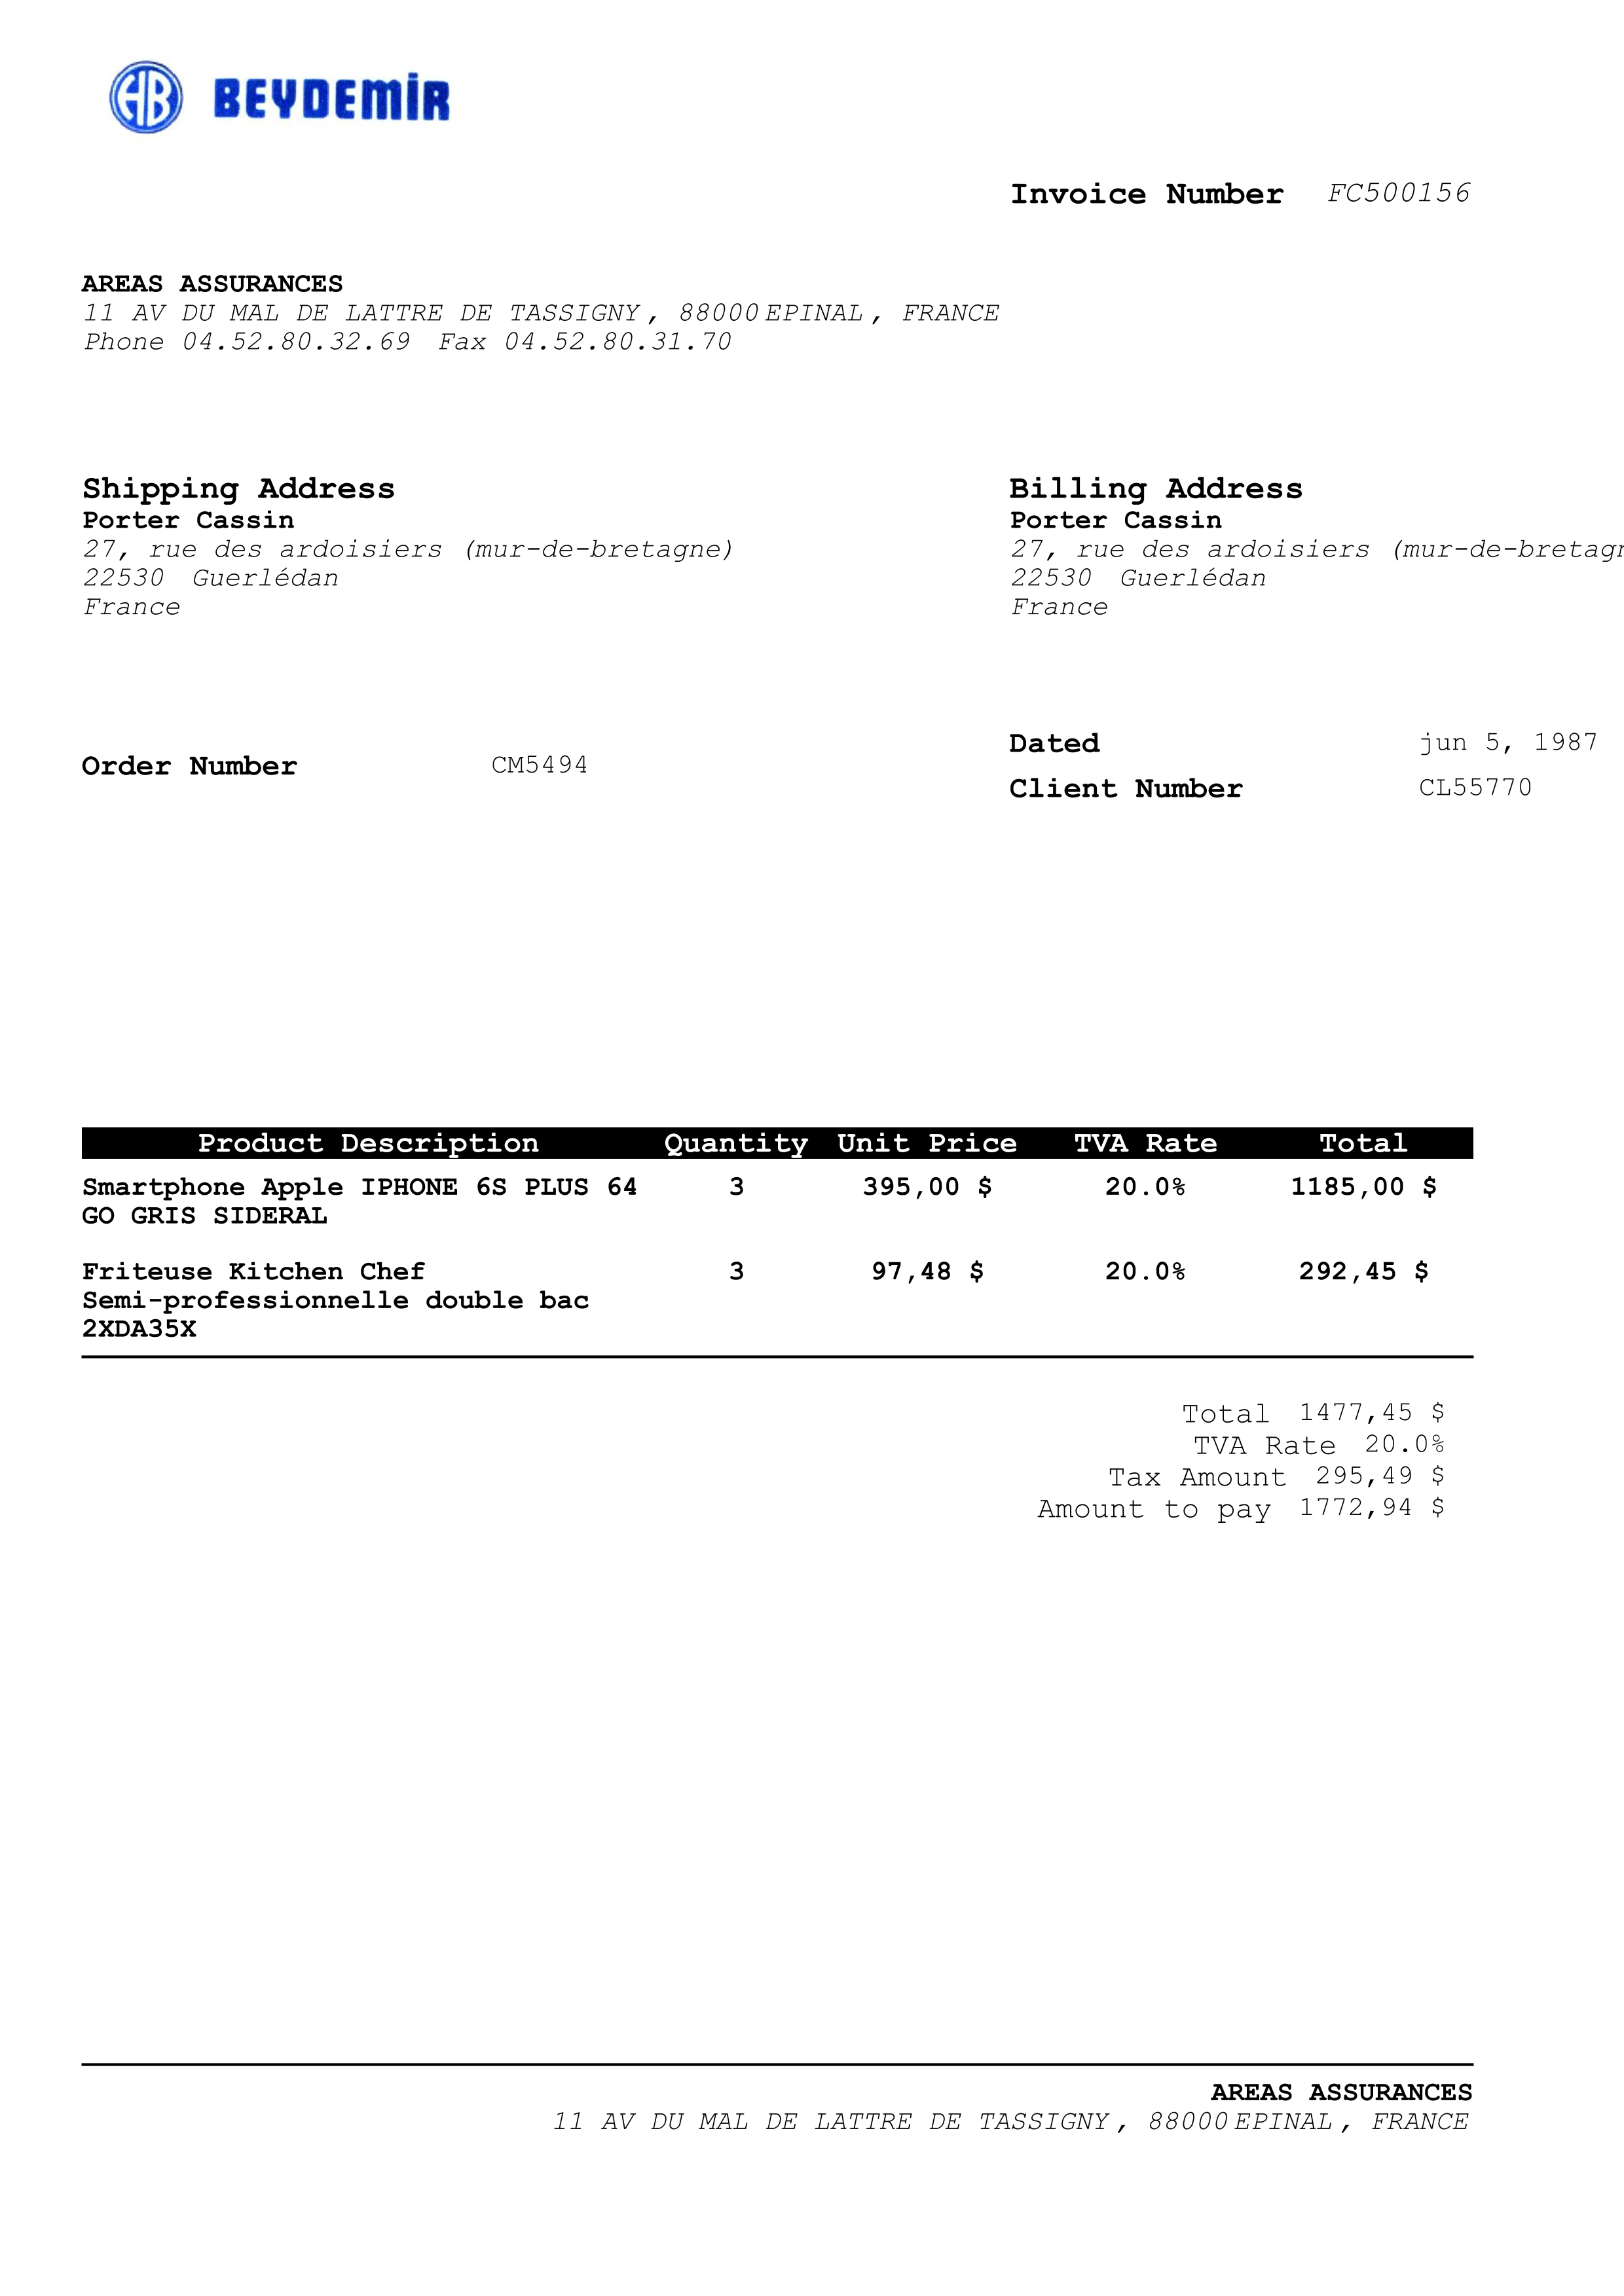 HB BEYDEMİR
Invoice Number FC500156
AREAS ASSURANCES
11 AV DU MAL DE LATTRE DE TASSIGNY, 88000 EPINAL, FRANCE
Phone 04.52.80.32.69 Fax 04.52.80.31.70
Shipping Address
Porter Cassin
27, rue des ardoisiers (mur-de-bretagne)
22530 Guerlédan
France
Billing Address
Porter Cassin
27, rue des ardoisiers (mur-de-bretagn
22530 Guerlédan
France
Order Number CM5494
Dated jun 5, 1987
Client Number CL55770
Product Description Quantity Unit Price TVA Rate Total
Smartphone Apple IPHONE 6S PLUS 64 3 395,00 $ 20.0% 1185,00 $
GO GRIS SIDERAL
Friteuse Kitchen Chef 3 97,48 $ 20.0% 292,45 $
Semi-professionnelle double bac
2XDA35X
Total 1477,45 $
TVA Rate 20.0%
Tax Amount 295,49 $
Amount to pay 1772,94 $
AREAS ASSURANCES
11 AV DU MAL DE LATTRE DE TASSIGNY, 88000 EPINAL, FRANCE